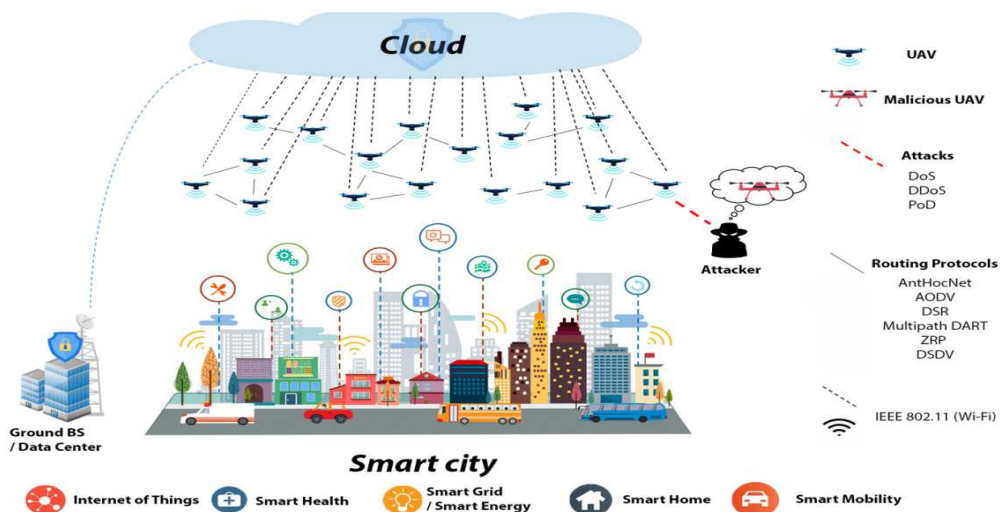 Cloud
UAV
Malicious UAV
Attacks
DoS
DDoS
PoD
Attacker
Routing Protocols
AntHocNet
AODV
DSR
Multipath DART
ZRP
DSDV
IEEE 802.11 (Wi-Fi)
Ground BS
/ Data Center
Smart city
Internet of Things
Smart Health
Smart Grid
/ Smart Energy
Smart Home
Smart Mobility